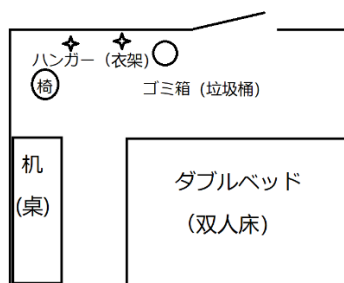 ハンガー（衣架）
椅
ゴミ箱 (垃圾桶)
机
(桌)
ダブルベッド
（双人床）